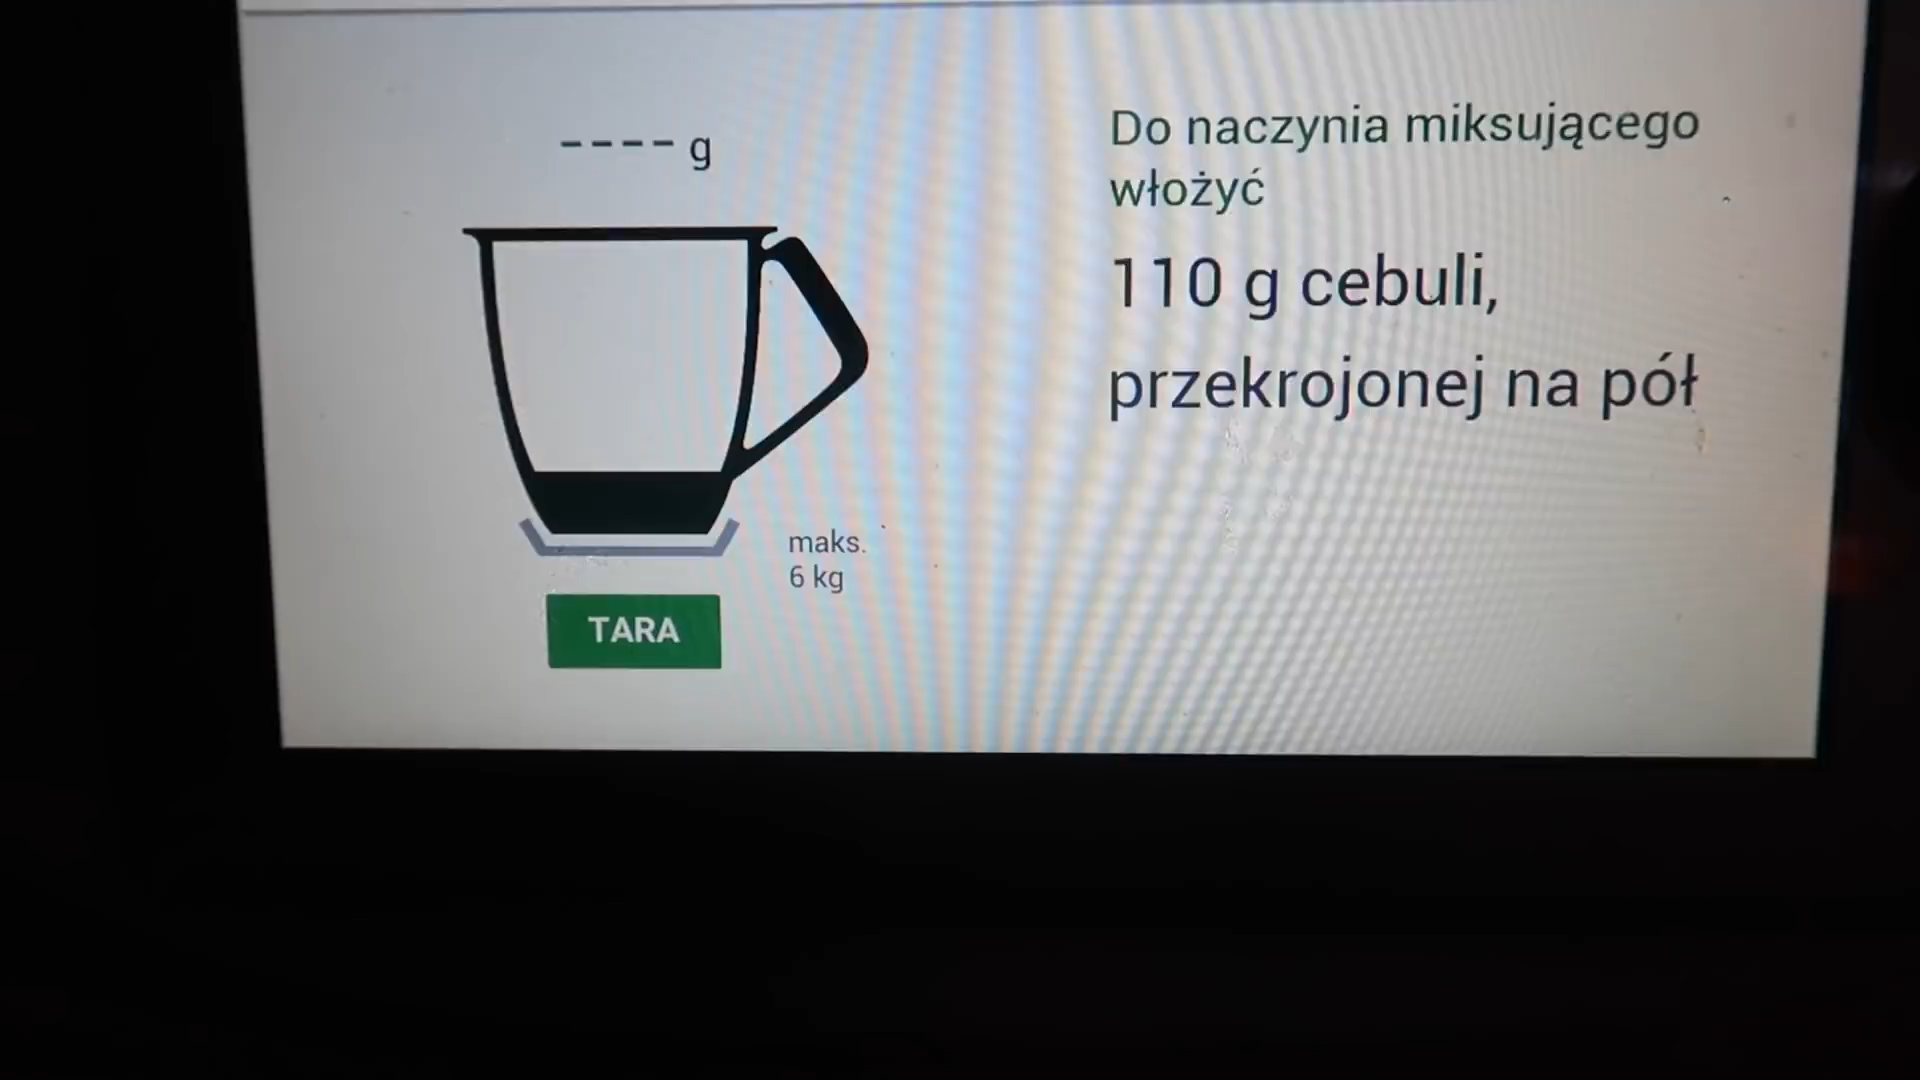 ---- g
maks.
6 kg
TARA
Do naczynia miksującego
włożyć
110 g cebuli,
przekrojonej na pół